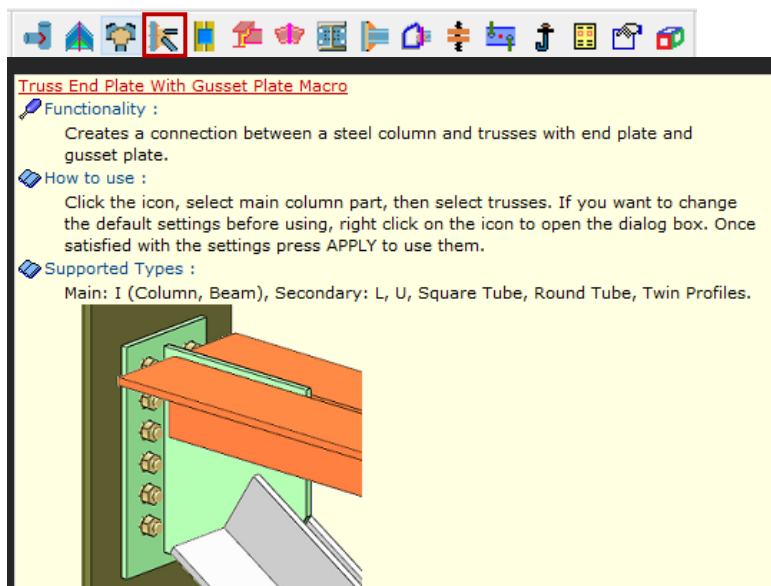 Truss End Plate With Gusset Plate Macro
Functionality :
Creates a connection between a steel column and trusses with end plate and
gusset plate.
How to use :
Click the icon, select main column part, then select trusses. If you want to change
the default settings before using, right click on the icon to open the dialog box. Once
satisfied with the settings press APPLY to use them.
Supported Types :
Main: I (Column, Beam), Secondary: L, U, Square Tube, Round Tube, Twin Profiles.